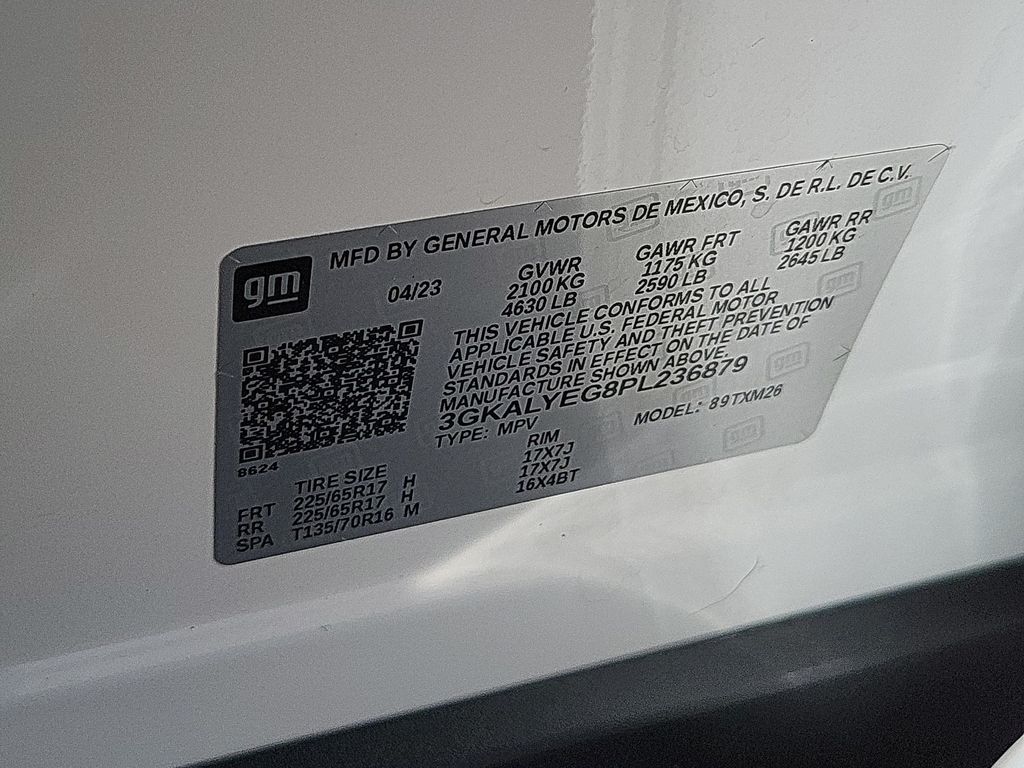 MFD BY GENERAL MOTORS DE MEXICO, S. DE R.L. DE C.V.
gm
04/23
GVWR
2100 KG
4630 LB
GAWR FRT
1175 KG
2590 LB
GAWR RR
1200 KG
2645 LB
THIS VEHICLE CONFORMS TO ALL
APPLICABLE U.S. FEDERAL MOTOR
VEHICLE SAFETY AND THEFT PREVENTION
STANDARDS IN EFFECT ON THE DATE OF
MANUFACTURE SHOWN ABOVE.
3GKALYEG8PL236879
TYPE: MPV
MODEL: 89TXM26
8624
TIRE SIZE
RIM
FRT 225/65R17 H 17X7J
RR 225/65R17 H 17X7J
SPA T135/70R16 M 16X4BT